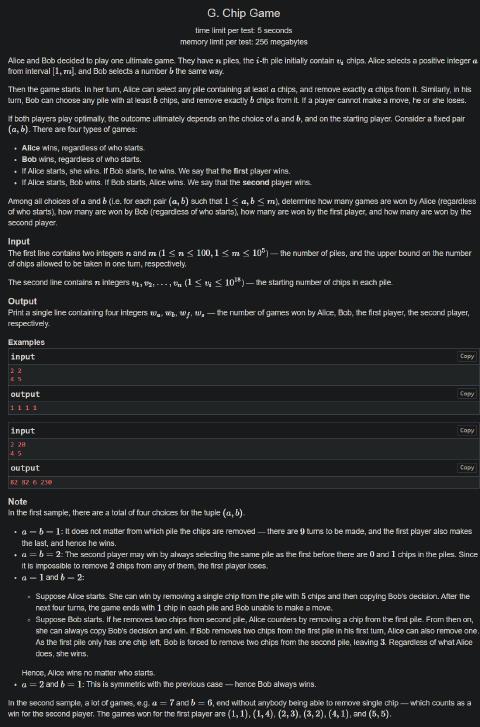 G. Chip Game
time limit per test: 5 seconds
memory limit per test: 256 megabytes
Alice and Bob decided to play one ultimate game. They have n piles, the i-th pile initially contain v_i chips. Alice selects a positive integer a
from interval [1, m], and Bob selects a number b the same way.
Then the game starts. In her turn, Alice can select any pile containing at least a chips, and remove exactly a chips from it. Similarly, in his
turn, Bob can choose any pile with at least b chips, and remove exactly b chips from it. If a player cannot make a move, he or she loses.
If both players play optimally, the outcome ultimately depends on the choice of a and b, and on the starting player. Consider a fixed pair
(a, b). There are four types of games:
• Alice wins, regardless of who starts.
• Bob wins, regardless of who starts.
• If Alice starts, she wins. If Bob starts, he wins. We say that the first player wins.
• If Alice starts, Bob wins. If Bob starts, Alice wins. We say that the second player wins.
Among all choices of a and b (i.e. for each pair (a, b) such that 1 ≤ a, b ≤ m), determine how many games are won by Alice (regardless
of who starts), how many are won by Bob (regardless of who starts), how many are won by the first player, and how many are won by the
second player.
Input
The first line contains two integers n and m (1 ≤ n ≤ 100, 1 ≤ m ≤ 10^5) — the number of piles, and the upper bound on the number
of chips allowed to be taken in one turn, respectively.
The second line contains n integers v_1, v_2, . . . , v_n (1 ≤ v_i ≤ 10^18) — the starting number of chips in each pile.
Output
Print a single line containing four integers w_a, w_b, w_f, w_s — the number of games won by Alice, Bob, the first player, the second player,
respectively.
Examples
input
Copy
2 2
4 5
output
Copy
1 1 1 1
input
Copy
2 20
4 5
output
Copy
82 82 6 230
Note
In the first sample, there are a total of four choices for the tuple (a, b).
• a = b = 1: It does not matter from which pile the chips are removed — there are 9 turns to be made, and the first player also makes
the last, and hence he wins.
• a = b = 2: The second player may win by always selecting the same pile as the first before there are 0 and 1 chips in the piles. Since
it is impossible to remove 2 chips from any of them, the first player loses.
• a = 1 and b = 2:
◦ Suppose Alice starts. She can win by removing a single chip from the pile with 5 chips and then copying Bob's decision. After the
next four turns, the game ends with 1 chip in each pile and Bob unable to make a move.
◦ Suppose Bob starts. If he removes two chips from second pile, Alice counters by removing a chip from the first pile. From then on,
she can always copy Bob's decision and win. If Bob removes two chips from the first pile in his first turn, Alice can also remove one.
As the first pile only has one chip left, Bob is forced to remove two chips from the second pile, leaving 3. Regardless of what Alice
does, she wins.
Hence, Alice wins no matter who starts.
• a = 2 and b = 1: This is symmetric with the previous case — hence Bob always wins.
In the second sample, a lot of games, e.g. a = 7 and b = 6, end without anybody being able to remove single chip — which counts as a
win for the second player. The games won for the first player are (1, 1), (1, 4), (2, 3), (3, 2), (4, 1), and (5, 5).